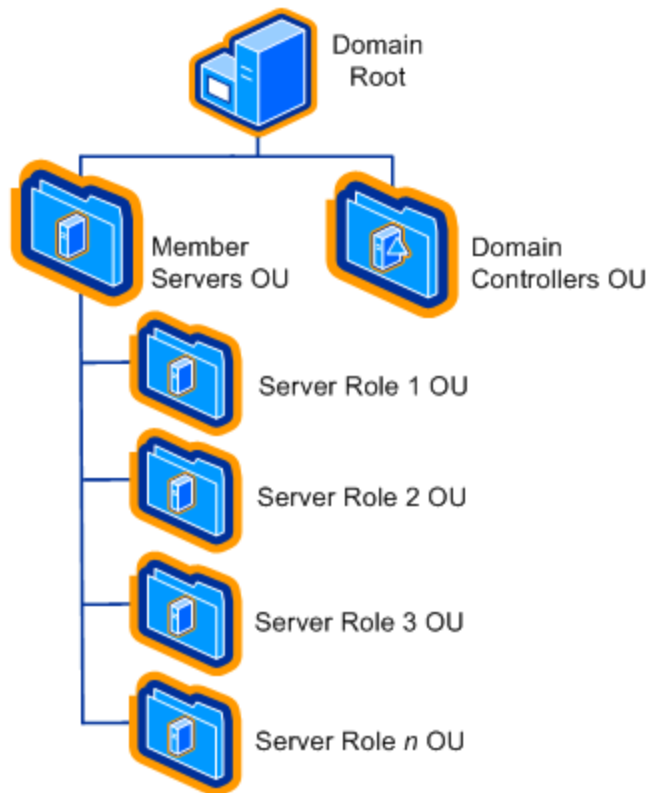 Domain
Root
Member
Servers OU
Domain
Controllers OU
Server Role 1 OU
Server Role 2 OU
Server Role 3 OU
Server Role n OU